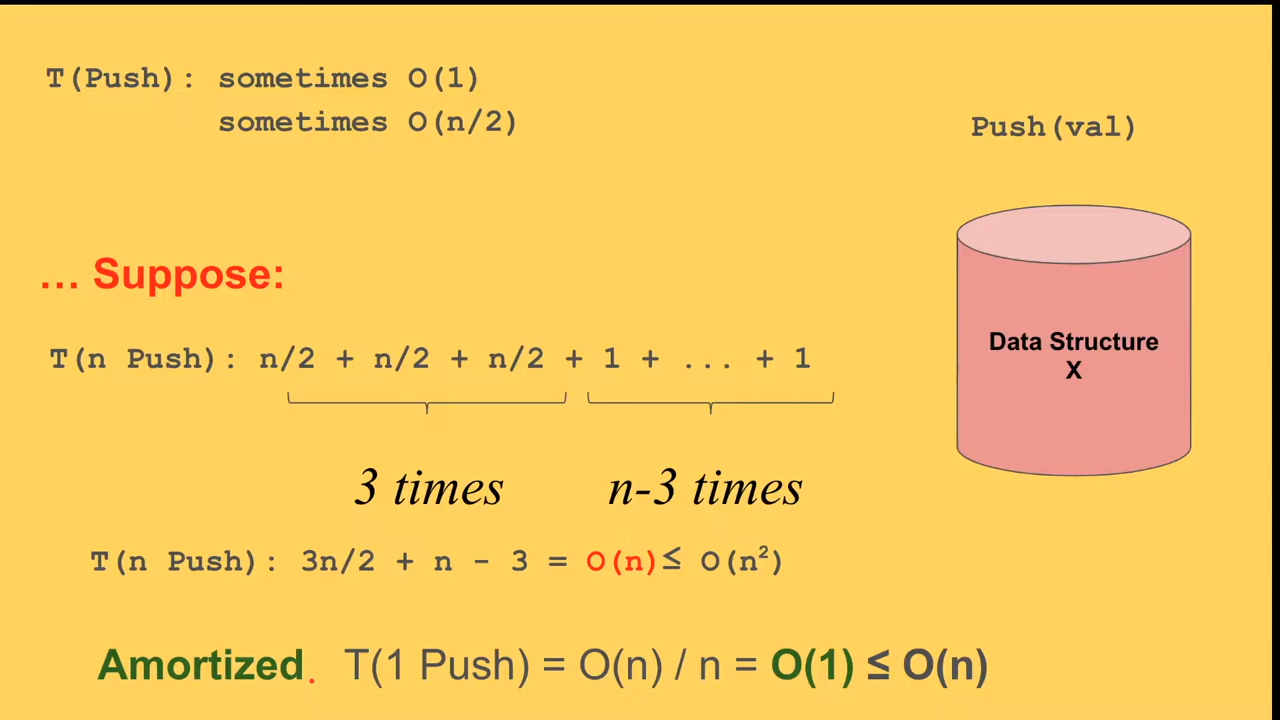 T(Push): sometimes O(1)
sometimes O(n/2)
Push(val)
... Suppose:
T(n Push): n/2 + n/2 + n/2 + 1 + ... + 1
Data Structure
X
3 times
n-3 times
T(n Push): 3n/2 + n - 3 = O(n) ≤ O(n²)
Amortized. T(1 Push) = O(n) / n = O(1) ≤ O(n)